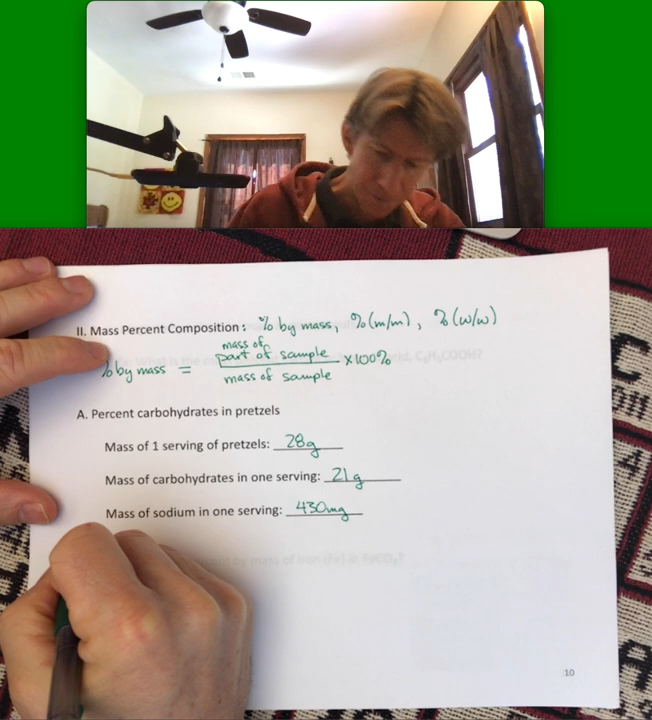 II. Mass Percent Composition: % by mass, %(m/m), %(w/w)
% by mass = mass of part of sample / mass of sample × 100%
A. Percent carbohydrates in pretzels
Mass of 1 serving of pretzels: 28g
Mass of carbohydrates in one serving: 21g
Mass of sodium in one serving: 430mg
10